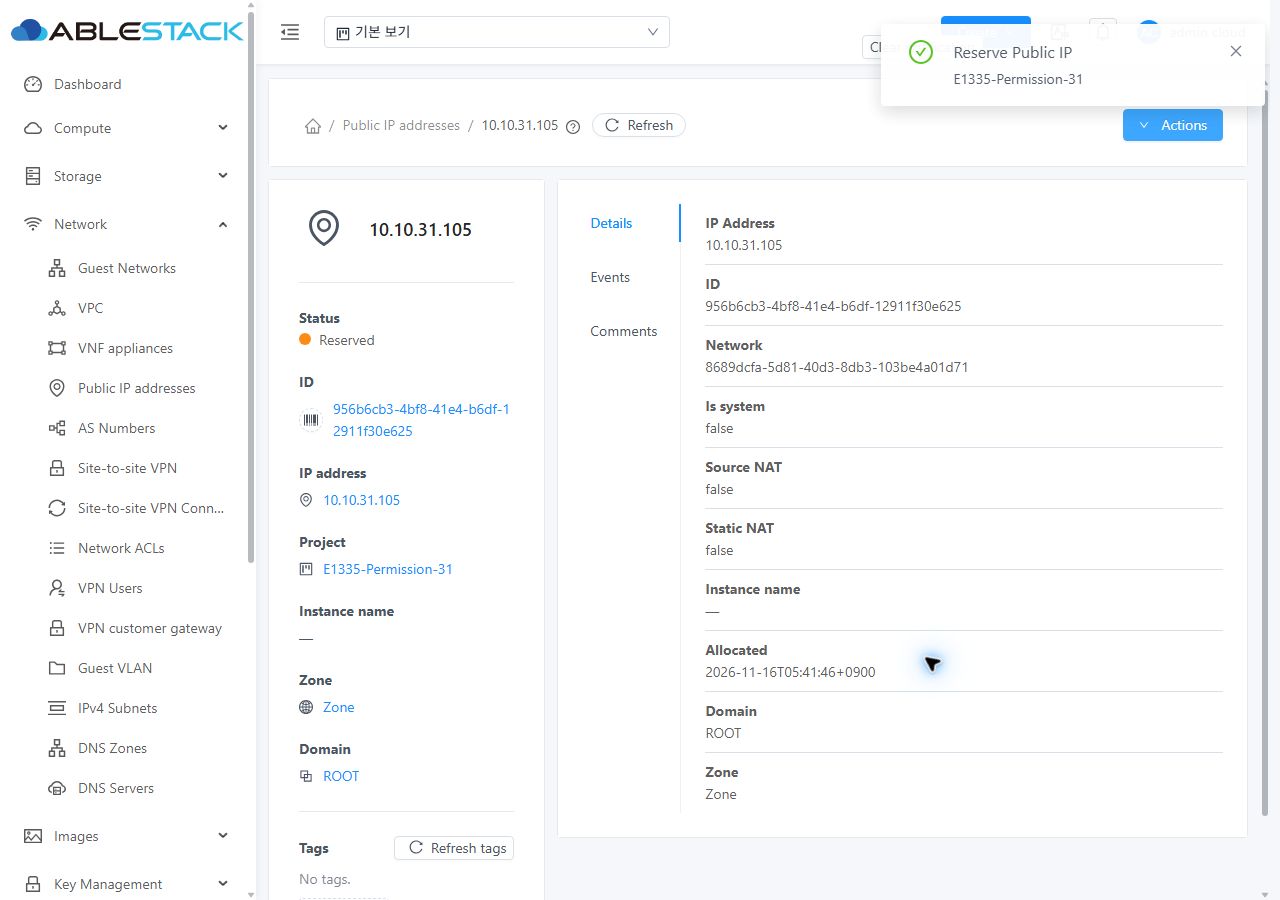 ABLESTACK
Dashboard
Compute
Storage
Network
Guest Networks
VPC
VNF appliances
Public IP addresses
AS Numbers
Site-to-site VPN
Site-to-site VPN Conn...
Network ACLs
VPN Users
VPN customer gateway
Guest VLAN
IPv4 Subnets
DNS Zones
DNS Servers
Images
Key Management
기본 보기
admin cloud
Reserve Public IP
E1335-Permission-31
/ Public IP addresses / 10.10.31.105
Refresh
Actions
10.10.31.105
Status
Reserved
ID
956b6cb3-4bf8-41e4-b6df-1
2911f30e625
IP address
10.10.31.105
Project
E1335-Permission-31
Instance name
—
Zone
Zone
Domain
ROOT
Tags
Refresh tags
No tags.
Details
Events
Comments
IP Address
10.10.31.105
ID
956b6cb3-4bf8-41e4-b6df-12911f30e625
Network
8689dcfa-5d81-40d3-8db3-103be4a01d71
Is system
false
Source NAT
false
Static NAT
false
Instance name
—
Allocated
2026-11-16T05:41:46+0900
Domain
ROOT
Zone
Zone